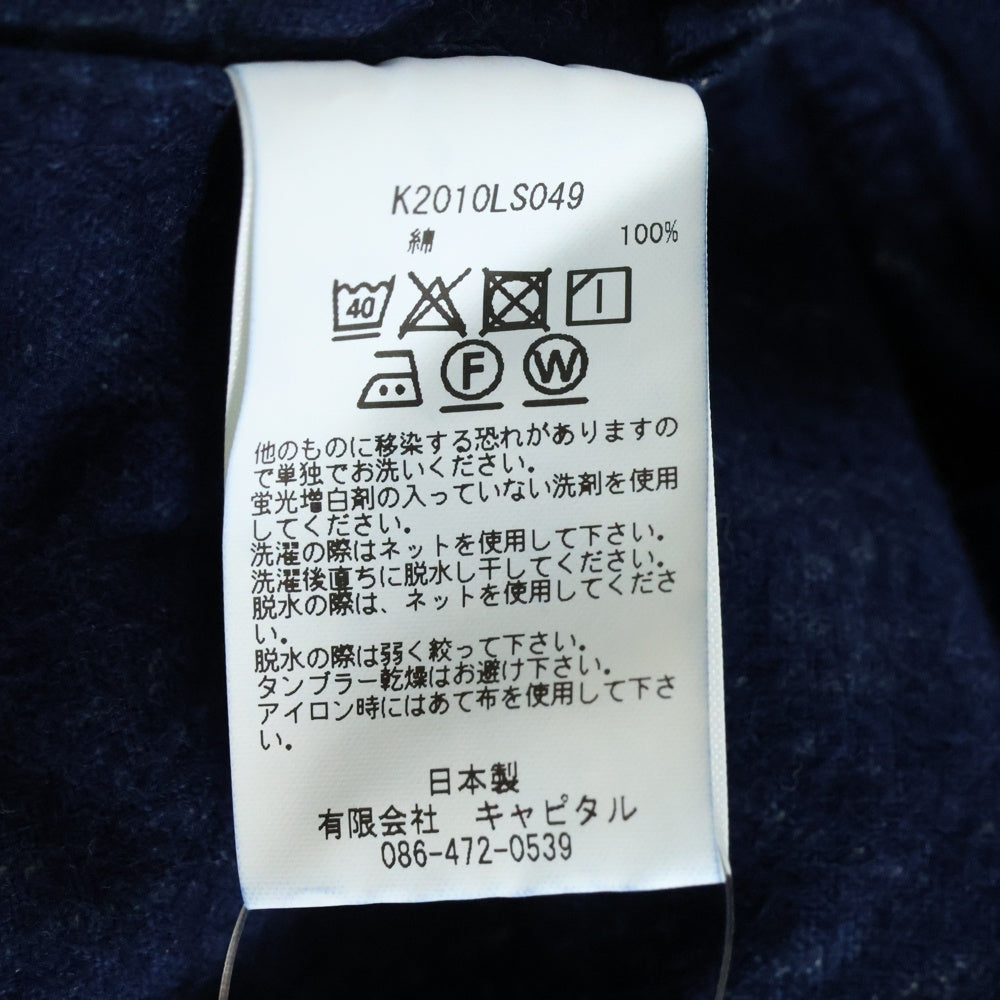 K2010LS049
綿 100%
40
F W
他のものに移染する恐れがありますの
で単独でお洗いください。
蛍光増白剤の入っていない洗剤を使用
してください。
洗濯の際はネットを使用して下さい。
洗濯後直ちに脱水し干してください。
脱水の際は、ネットを使用してくださ
い。
脱水の際は弱く絞って下さい。
タンブラー乾燥はお避け下さい。
アイロン時にはあて布を使用して下さ
い。
日本製
有限会社 キャピタル
086-472-0539